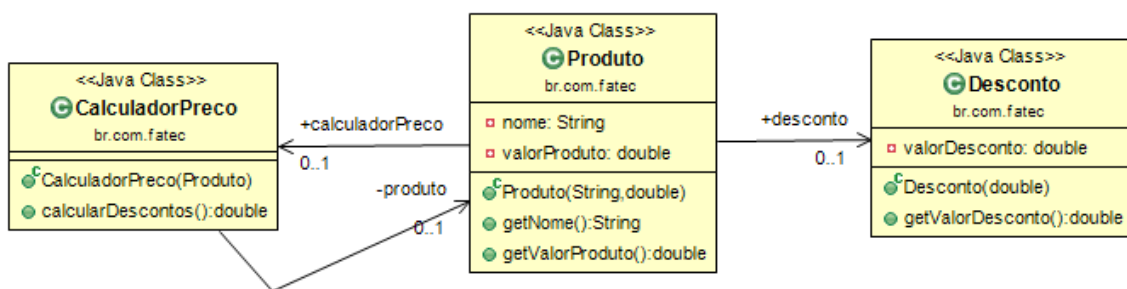 <<Java Class>>
CalculadorPreco
br.com.fatec
CalculadorPreco(Produto)
calcularDescontos():double
+calculadorPreco
0..1
-produto
0..1
<<Java Class>>
Produto
br.com.fatec
nome: String
valorProduto: double
Produto(String,double)
getNome():String
getValorProduto():double
+desconto
0..1
<<Java Class>>
Desconto
br.com.fatec
valorDesconto: double
Desconto(double)
getValorDesconto():double